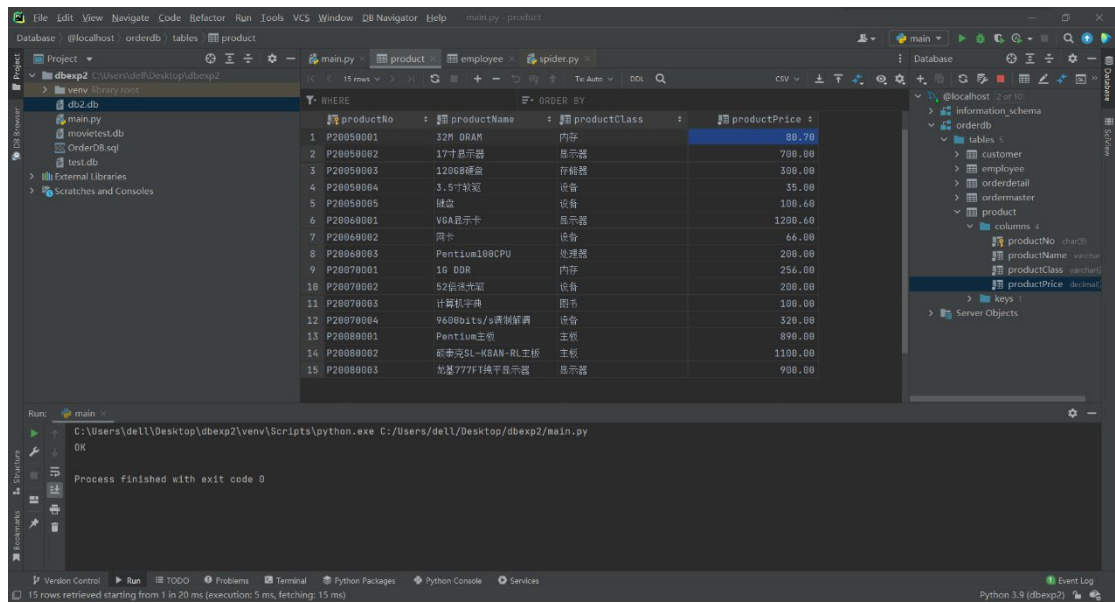 File Edit View Navigate Code Refactor Run Tools VCS Window DB Navigator Help main.py - product
Database @localhost orderdb tables product main
Project main.py product employee spider.py Database
dbexp2 C:\Users\dell\Desktop\dbexp2
15 rows Tx: Auto DDL CSV
venv library root
db2.db
main.py
movietest.db
OrderDB.sql
test.db
External Libraries
Scratches and Consoles
WHERE ORDER BY
productNo productName productClass productPrice
1 P20050001 32M DRAM 内存 80.70
2 P20050002 17寸显示器 显示器 700.00
3 P20050003 120GB硬盘 存储器 300.00
4 P20050004 3.5寸软驱 设备 35.00
5 P20050005 键盘 设备 100.60
6 P20060001 VGA显示卡 显示器 1200.60
7 P20060002 网卡 设备 66.00
8 P20060003 Pentium100CPU 处理器 200.00
9 P20070001 1G DDR 内存 256.00
10 P20070002 52倍速光驱 设备 200.00
11 P20070003 计算机字典 图书 100.00
12 P20070004 9600bits/s调制解调 设备 320.00
13 P20080001 Pentium主板 主板 890.00
14 P20080002 硕泰克SL-K8AN-RL主板 主板 1100.00
15 P20080003 龙基777FT纯平显示器 显示器 900.00
@localhost 2 of 10
information_schema
orderdb
tables 5
customer
employee
orderdetail
ordermaster
product
columns 4
productNo char(9)
productName varchar
productClass varchar(2
productPrice decimal(
keys 1
Server Objects
Project
DB Browser
Structure
Bookmarks
Database
SciView
Run: main
C:\Users\dell\Desktop\dbexp2\venv\Scripts\python.exe C:/Users/dell/Desktop/dbexp2/main.py
OK
Process finished with exit code 0
Version Control Run TODO Problems Terminal Python Packages Python Console Services Event Log
15 rows retrieved starting from 1 in 20 ms (execution: 5 ms, fetching: 15 ms) Python 3.9 (dbexp2)